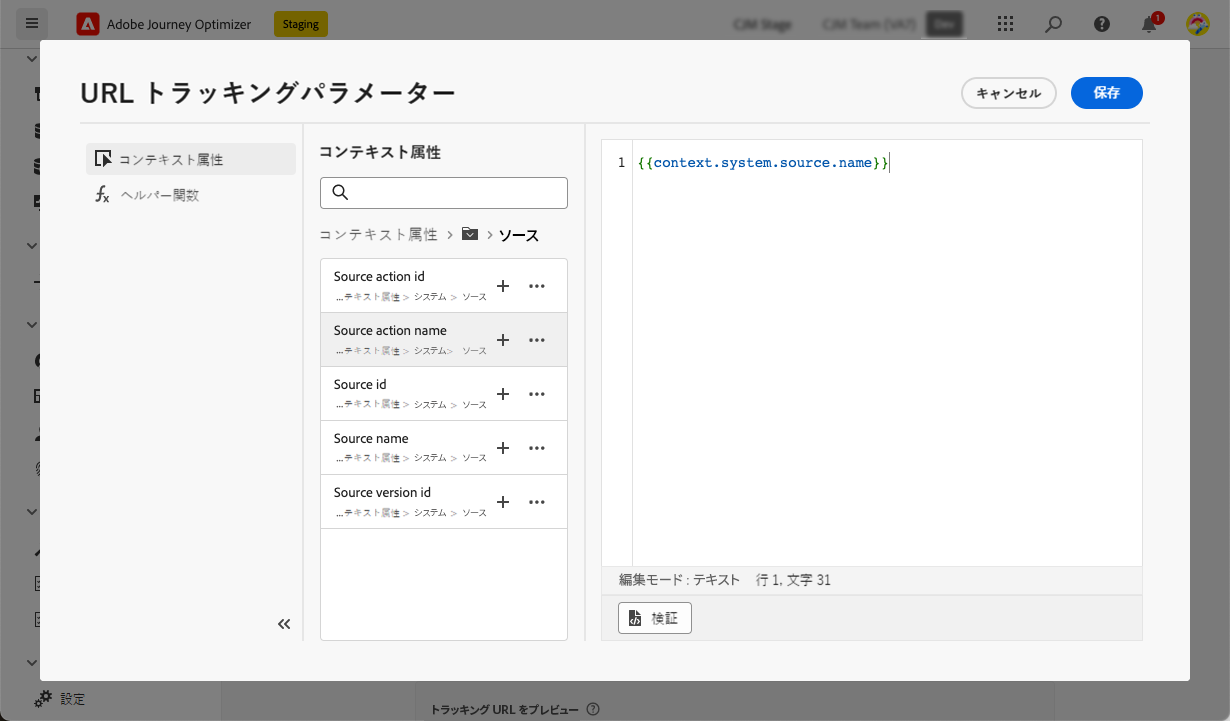 Adobe Journey Optimizer
Staging
CJM Stage
CJM Team (VA7)
Dev
1
URL トラッキングパラメーター
キャンセル
保存
コンテキスト属性
ヘルパー関数
コンテキスト属性
コンテキスト属性 > > ソース
Source action id
...テキスト属性 > システム > ソース
Source action name
...テキスト属性 > システム> ソース
Source id
...テキスト属性 > システム > ソース
Source name
...テキスト属性 > システム > ソース
Source version id
...テキスト属性 > システム > ソース
1 {{context.system.source.name}}
編集モード : テキスト 行 1, 文字 31
検証
設定
トラッキング URL をプレビュー